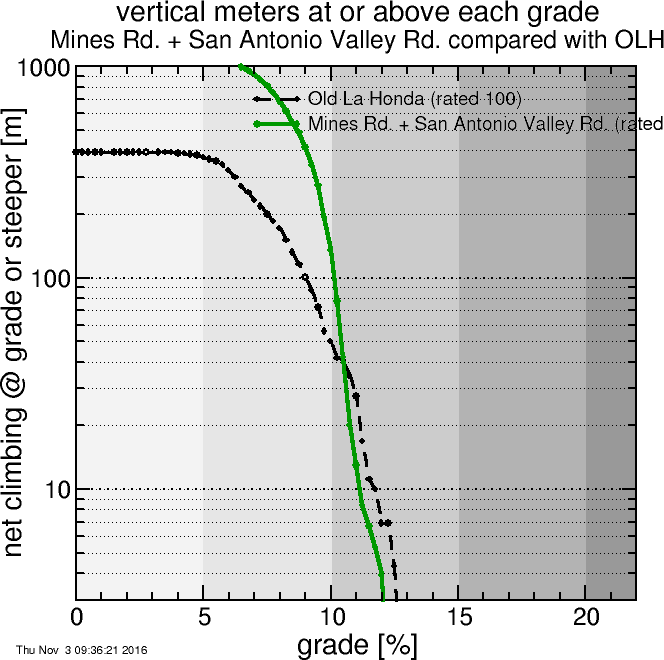 vertical meters at or above each grade
Mines Rd. + San Antonio Valley Rd. compared with OLH
net climbing @ grade or steeper [m]
1000
100
10
Old La Honda (rated 100)
Mines Rd. + San Antonio Valley Rd. (rated
0 5 10 15 20
grade [%]
Thu Nov 3 09:36:21 2016